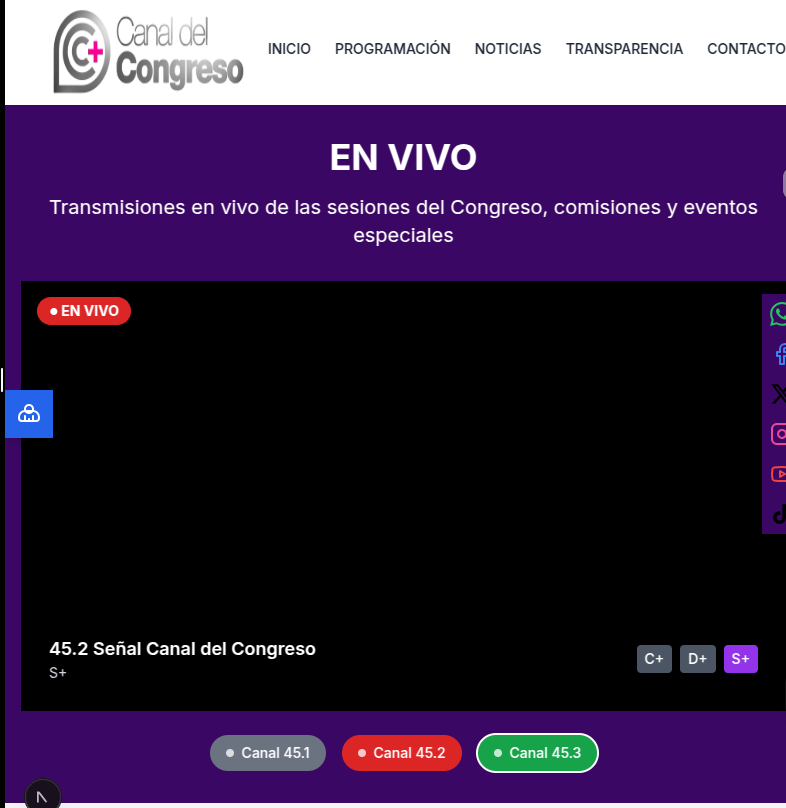 Canal del
Congreso
INICIO PROGRAMACIÓN NOTICIAS TRANSPARENCIA CONTACTO
EN VIVO
Transmisiones en vivo de las sesiones del Congreso, comisiones y eventos
especiales
EN VIVO
45.2 Señal Canal del Congreso
S+
C+ D+ S+
Canal 45.1 Canal 45.2 Canal 45.3